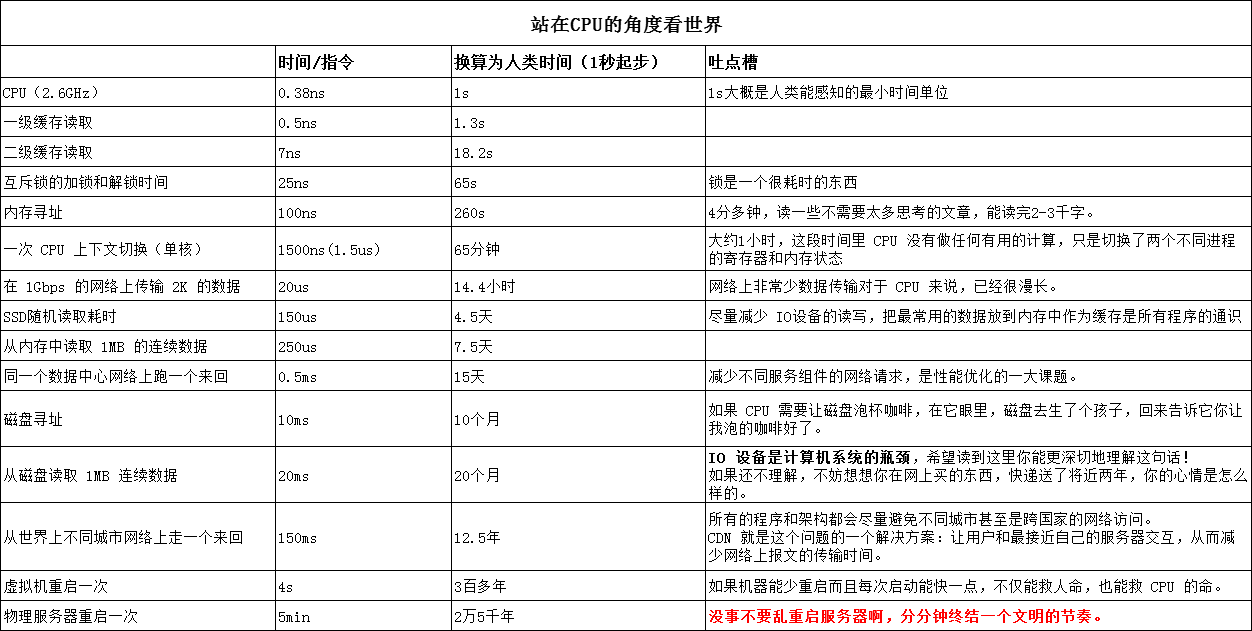 站在CPU的角度看世界
时间/指令 换算为人类时间（1秒起步） 吐点槽
CPU（2.6GHz） 0.38ns 1s 1s大概是人类能感知的最小时间单位
一级缓存读取 0.5ns 1.3s
二级缓存读取 7ns 18.2s
互斥锁的加锁和解锁时间 25ns 65s 锁是一个很耗时的东西
内存寻址 100ns 260s 4分多钟，读一些不需要太多思考的文章，能读完2-3千字。
一次 CPU 上下文切换（单核） 1500ns(1.5us) 65分钟 大约1小时，这段时间里 CPU 没有做任何有用的计算，只是切换了两个不同进程
的寄存器和内存状态
在 1Gbps 的网络上传输 2K 的数据 20us 14.4小时 网络上非常少数据传输对于 CPU 来说，已经很漫长。
SSD随机读取耗时 150us 4.5天 尽量减少 IO设备的读写，把最常用的数据放到内存中作为缓存是所有程序的通识
从内存中读取 1MB 的连续数据 250us 7.5天
同一个数据中心网络上跑一个来回 0.5ms 15天 减少不同服务组件的网络请求，是性能优化的一大课题。
磁盘寻址 10ms 10个月 如果 CPU 需要让磁盘泡杯咖啡，在它眼里，磁盘去生了个孩子，回来告诉它你让
我泡的咖啡好了。
从磁盘读取 1MB 连续数据 20ms 20个月 IO 设备是计算机系统的瓶颈，希望读到这里你能更深切地理解这句话！
如果还不理解，不妨想想你在网上买的东西，快递送了将近两年，你的心情是怎么
样的。
从世界上不同城市网络上走一个来回 150ms 12.5年 所有的程序和架构都会尽量避免不同城市甚至是跨国家的网络访问。
CDN 就是这个问题的一个解决方案：让用户和最接近自己的服务器交互，从而减
少网络上报文的传输时间。
虚拟机重启一次 4s 3百多年 如果机器能少重启而且每次启动能快一点，不仅能救人命，也能救 CPU 的命。
物理服务器重启一次 5min 2万5千年 没事不要乱重启服务器啊，分分钟终结一个文明的节奏。